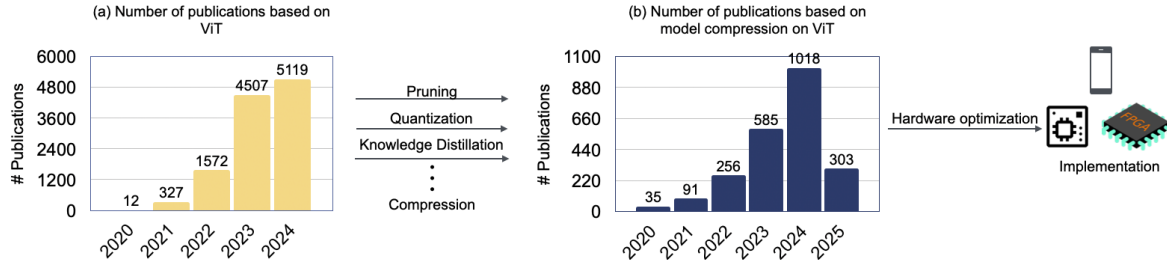 (a) Number of publications based on
ViT
# Publications
6000
4800
3600
2400
1200
0
12
327
1572
4507
5119
2020
2021
2022
2023
2024
Pruning
Quantization
Knowledge Distillation
Compression
(b) Number of publications based on
model compression on ViT
# Publications
1100
880
660
440
220
0
35
91
256
585
1018
303
2020
2021
2022
2023
2024
2025
Hardware optimization
FPGA
Implementation